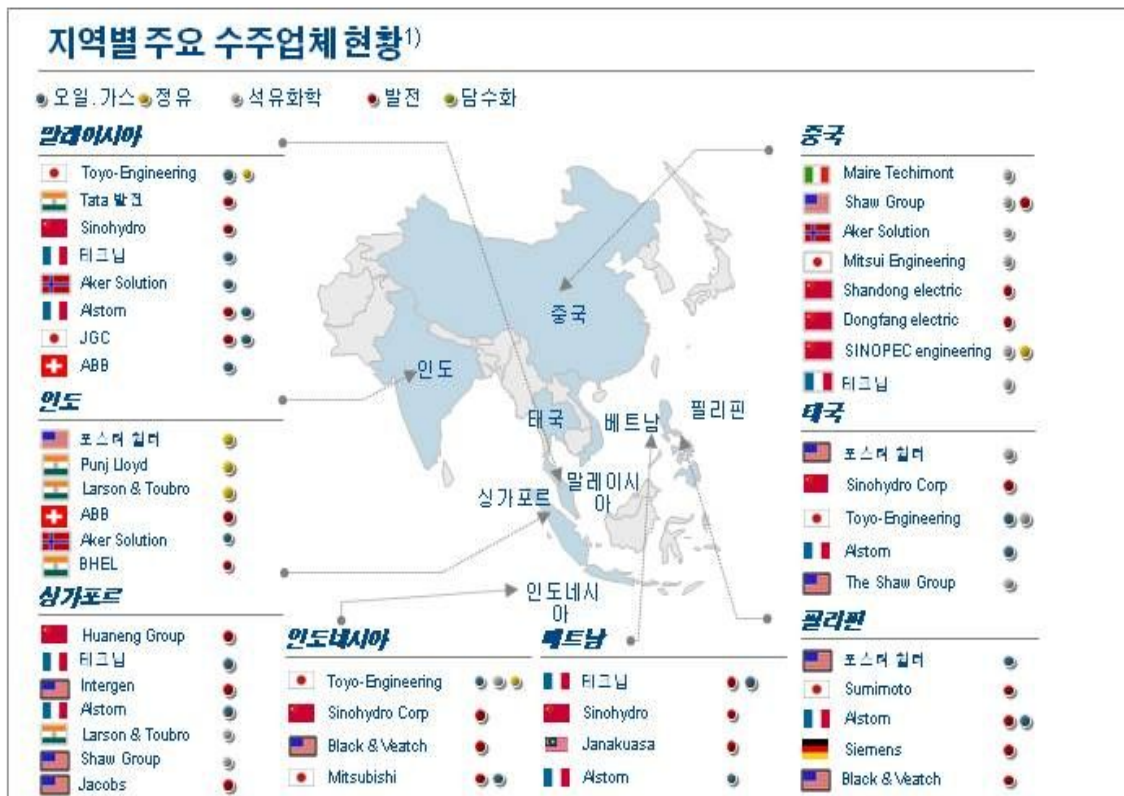 지역별 주요 수주업체 현황1)
오일.가스 정유 석유화학 발전 담수화
말레이시아
Toyo-Engineering
Tata 발전
Sinohydro
테크닙
Aker Solution
Alstom
JGC
ABB
인도
포스터 휠터
Punj Lloyd
Larson & Toubro
ABB
Aker Solution
BHEL
싱가포르
Huaneng Group
테크닙
Intergen
Alstom
Larson & Toubro
Shaw Group
Jacobs
중국
인도
태국
베트남
필리핀
말레이시
아
싱가포르
인도네시
아
인도네시아
Toyo-Engineering
Sinohydro Corp
Black & Veatch
Mitsubishi
베트남
테크닙
Sinohydro
Janakuasa
Alstom
중국
Maire Techimont
Shaw Group
Aker Solution
Mitsui Engineering
Shandong electric
Dongfang electric
SINOPEC engineering
테크닙
태국
포스터 휠터
Sinohydro Corp
Toyo-Engineering
Alstom
The Shaw Group
필리핀
포스터 휠터
Sumimoto
Alstom
Siemens
Black & Veatch